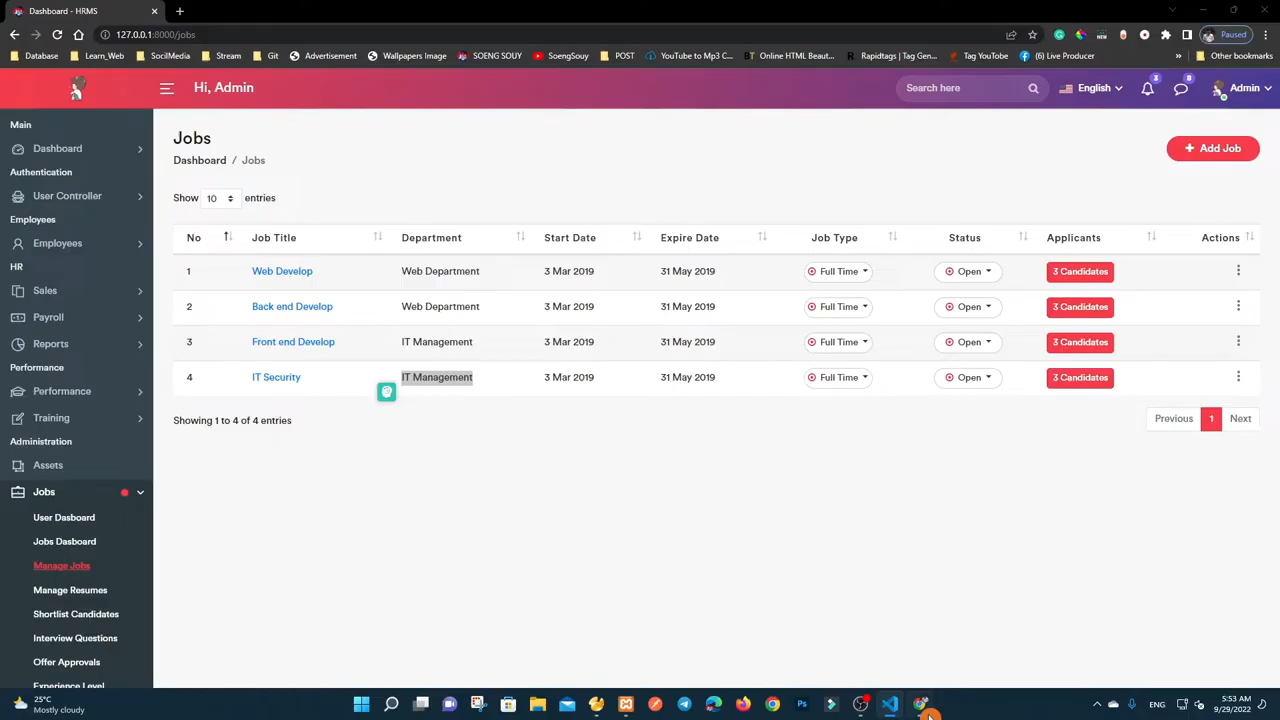 Dashboard - HRMS
127.0.0.1:8000/jobs
Paused
Database
Learn_Web
SocilMedia
Stream
Git
Advertisement
Wallpapers Image
SOENG SOUY
SoengSouy
POST
YouTube to Mp3 C...
Online HTML Beaut...
Rapidtags | Tag Gen...
Tag YouTube
(6) Live Producer
»
Other bookmarks
Hi, Admin
Search here
English
3
8
Admin
Main
Dashboard
Authentication
User Controller
Employees
Employees
HR
Sales
Payroll
Reports
Performance
Performance
Training
Administration
Assets
Jobs
User Dasboard
Jobs Dasboard
Manage Jobs
Manage Resumes
Shortlist Candidates
Interview Questions
Offer Approvals
Experience Level
Jobs
Dashboard / Jobs
+ Add Job
Show 10 entries
No Job Title Department Start Date Expire Date Job Type Status Applicants Actions
1 Web Develop Web Department 3 Mar 2019 31 May 2019 Full Time Open 3 Candidates
2 Back end Develop Web Department 3 Mar 2019 31 May 2019 Full Time Open 3 Candidates
3 Front end Develop IT Management 3 Mar 2019 31 May 2019 Full Time Open 3 Candidates
4 IT Security IT Management 3 Mar 2019 31 May 2019 Full Time Open 3 Candidates
Showing 1 to 4 of 4 entries
Previous 1 Next
25°C
Mostly cloudy
ENG
5:53 AM
9/29/2022